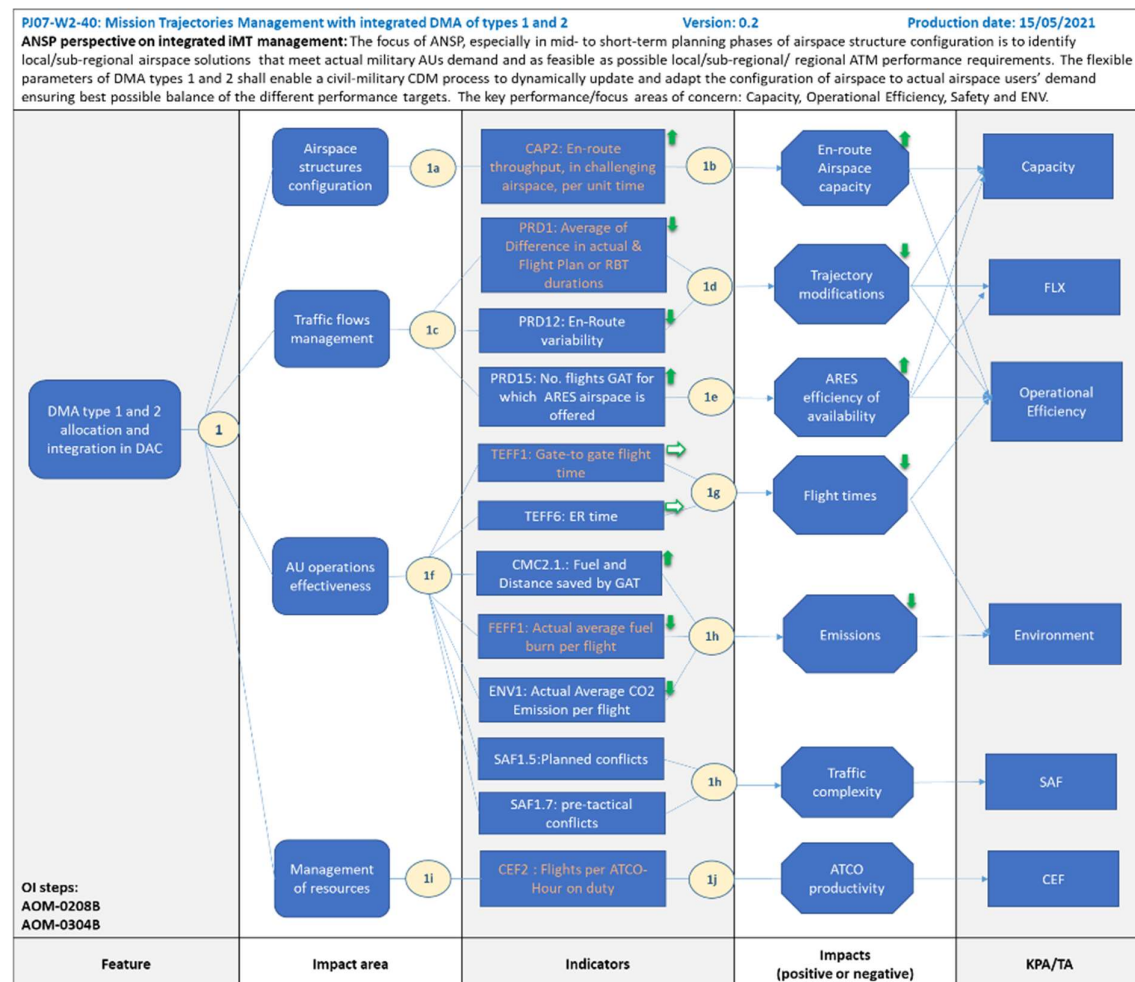 PJ07-W2-40: Mission Trajectories Management with integrated DMA of types 1 and 2 Version: 0.2 Production date: 15/05/2021
ANSP perspective on integrated iMT management: The focus of ANSP, especially in mid- to short-term planning phases of airspace structure configuration is to identify
local/sub-regional airspace solutions that meet actual military AUs demand and as feasible as possible local/sub-regional/ regional ATM performance requirements. The flexible
parameters of DMA types 1 and 2 shall enable a civil-military CDM process to dynamically update and adapt the configuration of airspace to actual airspace users' demand
ensuring best possible balance of the different performance targets. The key performance/focus areas of concern: Capacity, Operational Efficiency, Safety and ENV.
DMA type 1 and 2
allocation and
integration in DAC
1
Airspace
structures
configuration
1a
CAP2: En-route
throughput, in challenging
airspace, per unit time
1b
En-route
Airspace
capacity
Capacity
Traffic flows
management
1c
PRD1: Average of
Difference in actual &
Flight Plan or RBT
durations
PRD12: En-Route
variability
1d
Trajectory
modifications
FLX
PRD15: No. flights GAT for
which ARES airspace is
offered
1e
ARES
efficiency of
availability
Operational
Efficiency
AU operations
effectiveness
1f
TEFF1: Gate-to gate flight
time
TEFF6: ER time
1g
Flight times
CMC2.1.: Fuel and
Distance saved by GAT
FEFF1: Actual average fuel
burn per flight
ENV1: Actual Average CO2
Emission per flight
1h
Emissions
Environment
SAF1.5:Planned conflicts
SAF1.7: pre-tactical
conflicts
1h
Traffic
complexity
SAF
Management
of resources
1i
CEF2 : Flights per ATCO-
Hour on duty
1j
ATCO
productivity
CEF
OI steps:
AOM-0208B
AOM-0304B
Feature
Impact area
Indicators
Impacts
(positive or negative)
KPA/TA